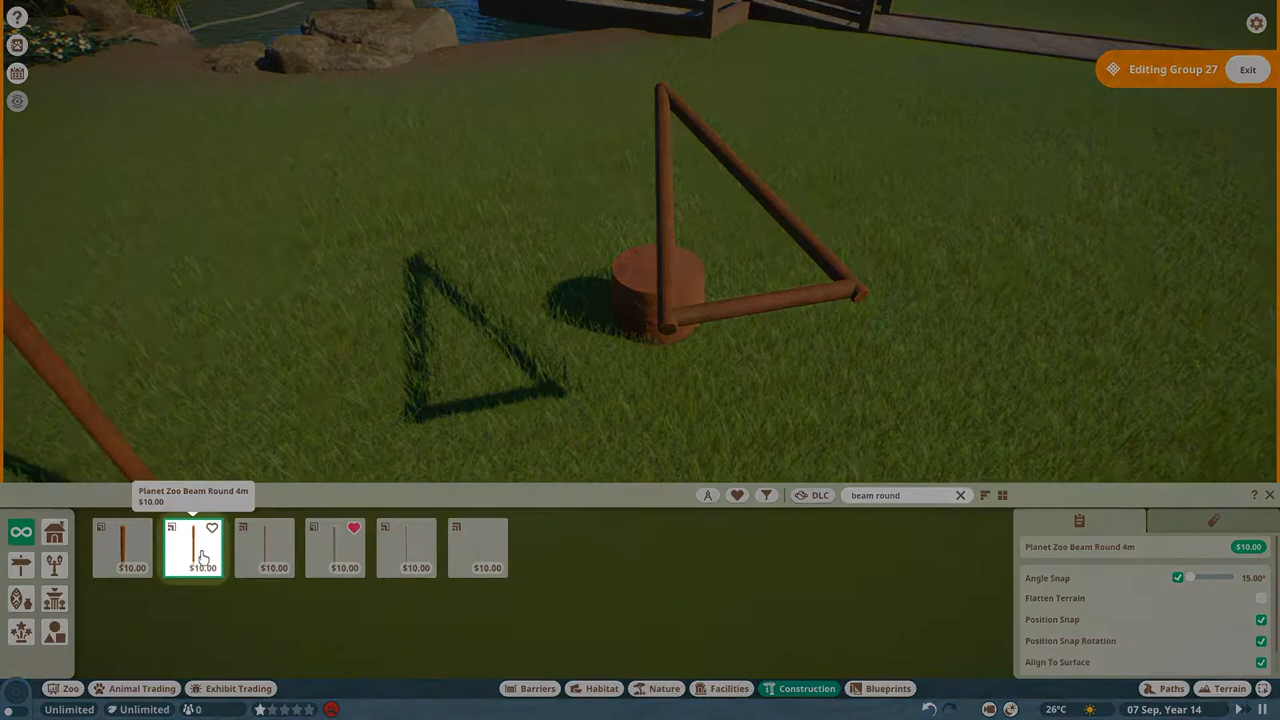 ?
Editing Group 27
Exit
Planet Zoo Beam Round 4m
$10.00
DLC
beam round
?
$10.00
$10.00
$10.00
$10.00
$10.00
$10.00
Planet Zoo Beam Round 4m
$10.00
Angle Snap
15.00°
Flatten Terrain
Position Snap
Position Snap Rotation
Align To Surface
Zoo
Animal Trading
Exhibit Trading
Barriers
Habitat
Nature
Facilities
Construction
Blueprints
Paths
Terrain
Unlimited
Unlimited
0
26°C
07 Sep, Year 14